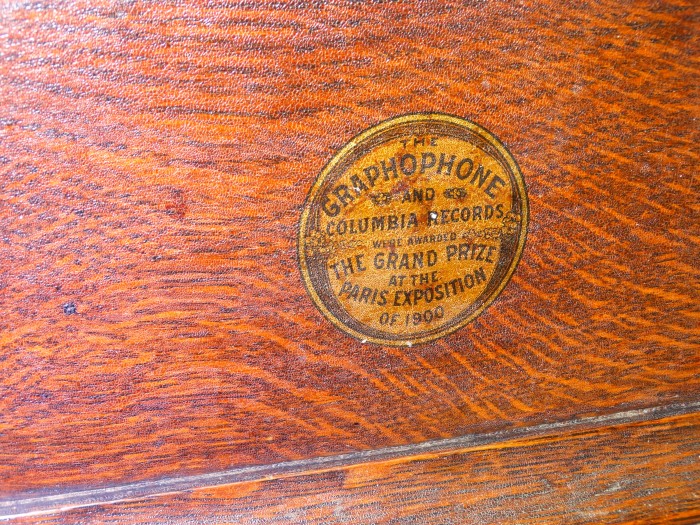 THE
GRAPHOPHONE
AND
COLUMBIA RECORDS
WERE AWARDED
THE GRAND PRIZE
AT THE
PARIS EXPOSITION
OF 1900